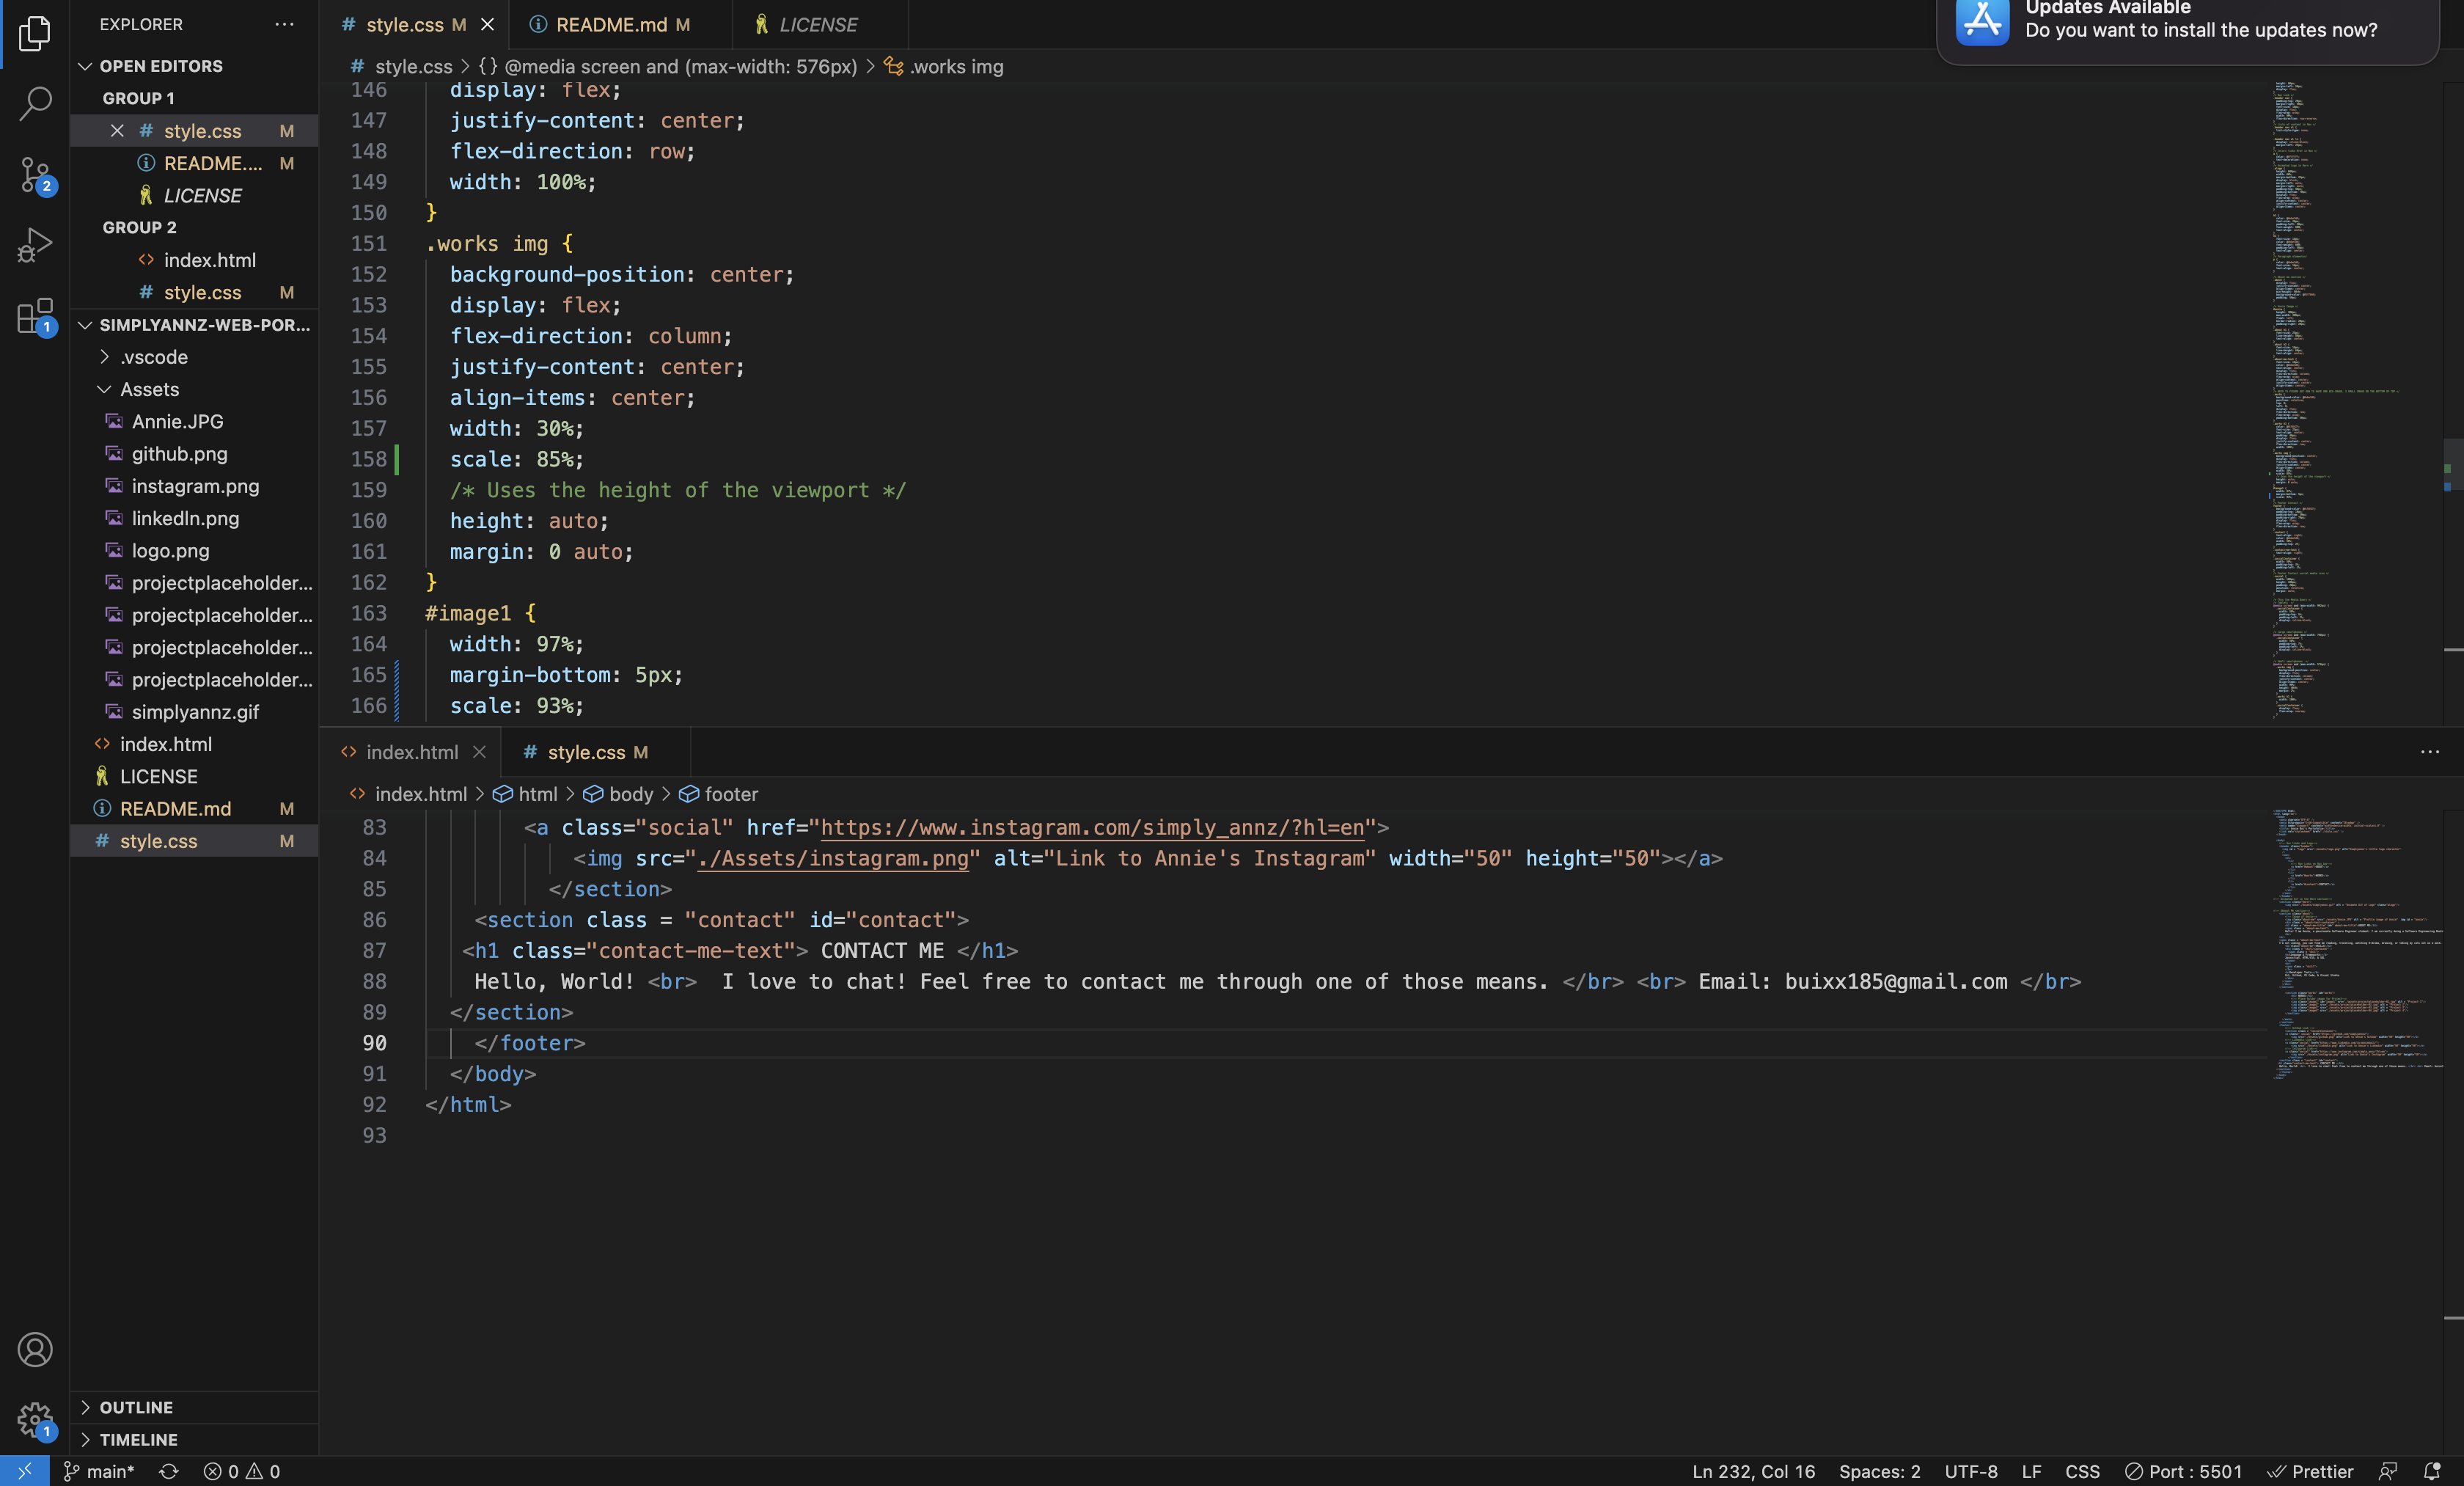 EXPLORER
OPEN EDITORS
GROUP 1
style.css M
README.... M
LICENSE
GROUP 2
index.html
style.css M
SIMPLYANNZ-WEB-POR...
.vscode
Assets
Annie.JPG
github.png
instagram.png
linkedln.png
logo.png
projectplaceholder...
projectplaceholder...
projectplaceholder...
projectplaceholder...
simplyannz.gif
index.html
LICENSE
README.md M
style.css M
OUTLINE
TIMELINE
2
1
1
style.css M
README.md M
LICENSE
Updates Available
Do you want to install the updates now?
style.css > {} @media screen and (max-width: 576px) > .works img
146 display: flex;
147 justify-content: center;
148 flex-direction: row;
149 width: 100%;
150 }
151 .works img {
152 background-position: center;
153 display: flex;
154 flex-direction: column;
155 justify-content: center;
156 align-items: center;
157 width: 30%;
158 scale: 85%;
159 /* Uses the height of the viewport */
160 height: auto;
161 margin: 0 auto;
162 }
163 #image1 {
164 width: 97%;
165 margin-bottom: 5px;
166 scale: 93%;
index.html
style.css M
index.html > html > body > footer
83 <a class="social" href="https://www.instagram.com/simply_annz/?hl=en">
84 <img src="./Assets/instagram.png" alt="Link to Annie's Instagram" width="50" height="50"></a>
85 </section>
86 <section class = "contact" id="contact">
87 <h1 class="contact-me-text"> CONTACT ME </h1>
88 Hello, World! <br>  I love to chat! Feel free to contact me through one of those means. </br> <br> Email: buixx185@gmail.com </br>
89 </section>
90 </footer>
91 </body>
92 </html>
93
main* 0 0
Ln 232, Col 16 Spaces: 2 UTF-8 LF CSS Port : 5501 Prettier